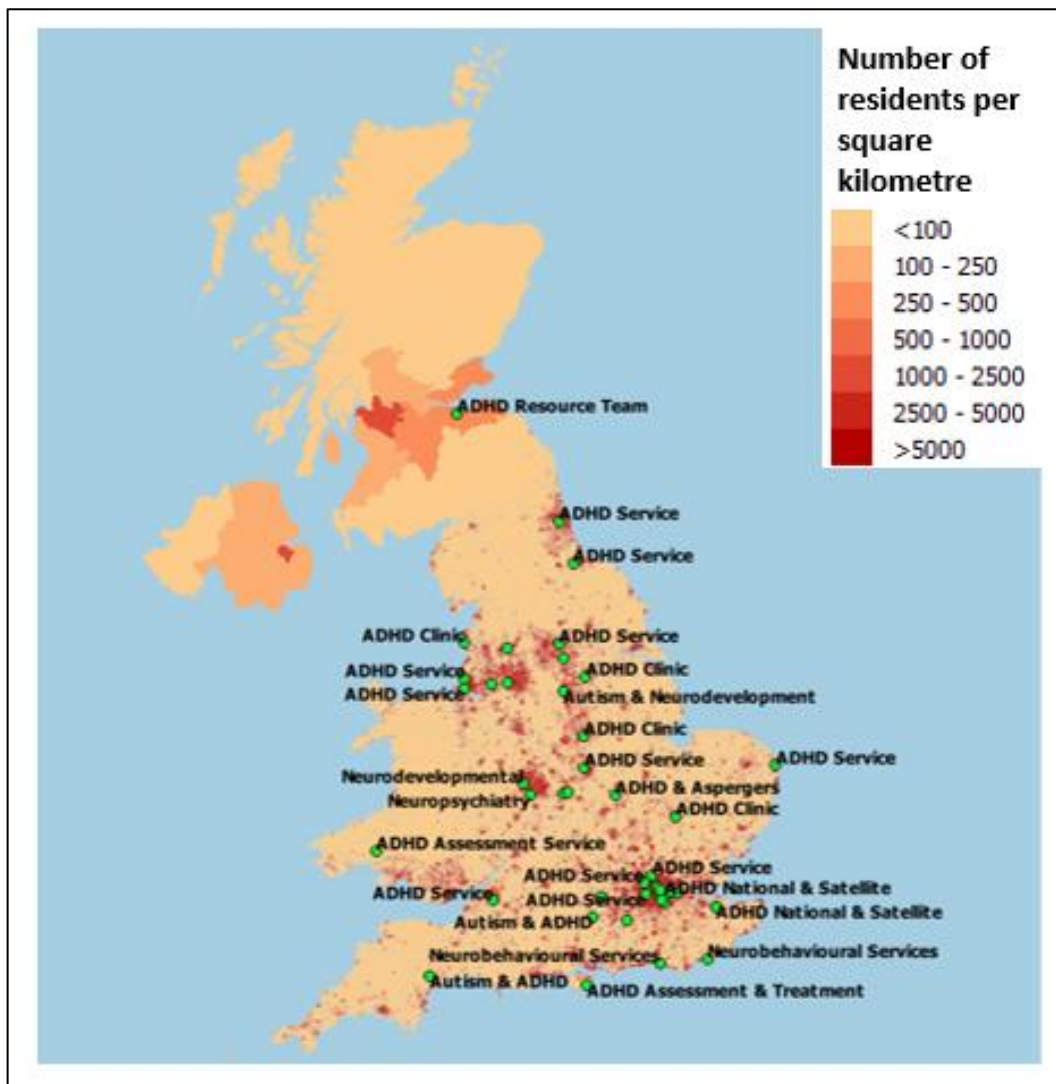 Number of
residents per
square
kilometre
<100
100 - 250
250 - 500
500 - 1000
1000 - 2500
2500 - 5000
>5000
ADHD Resource Team
ADHD Service
ADHD Service
ADHD Clinic
ADHD Service
ADHD Service
ADHD Clinic
ADHD Service
Autism & Neurodevelopment
ADHD Clinic
ADHD Service
ADHD Service
Neurodevelopmental
ADHD & Aspergers
Neuropsychiatry
ADHD Clinic
ADHD Assessment Service
ADHD Service
ADHD Service
ADHD Service
ADHD National & Satellite
ADHD Service
ADHD National & Satellite
Autism & ADHD
Neurobehavioural Services
Neurobehavioural Services
Autism & ADHD
ADHD Assessment & Treatment